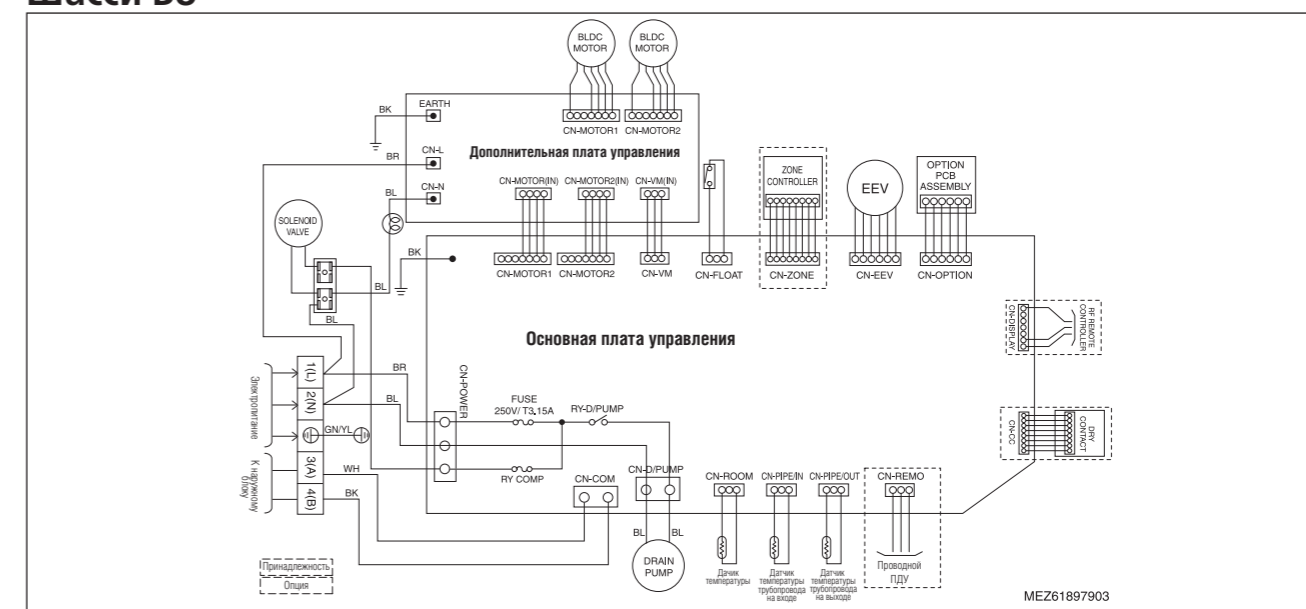 Шасси B8
BLDC
MOTOR
BLDC
MOTOR
EARTH
BK
CN-MOTOR1 CN-MOTOR2
CN-L
BR
Дополнительная плата управления
CN-N
BL
CN-MOTOR(IN) CN-MOTOR2(IN) CN-VM(IN)
ZONE
CONTROLLER
EEV
OPTION
PCB
ASSEMBLY
SOLENOID
VALVE
BK
BL
BL
CN-MOTOR1 CN-MOTOR2 CN-VM CN-FLOAT CN-ZONE CN-EEV CN-OPTION
CN-DISPLAY
RF REMOTE
CONTROLLER
Основная плата управления
CN-CC
DRY
CONTACT
Электропитание
1(L)
2(N)
GN/YL
К наружному
блоку
3(A)
4(B)
BR
BL
WH
BK
CN-POWER
FUSE
250V/ T3.15A
RY-D/PUMP
RY COMP
CN-COM
CN-D/PUMP
BL BL
DRAIN
PUMP
CN-ROOM CN-PIPE/IN CN-PIPE/OUT CN-REMO
Дачик
температуры
Датчик
температуры
трубопровода
на входе
Датчик
температуры
трубопровода
на выходе
Проводной
ПДУ
Принадлежность
Опция
MEZ61897903